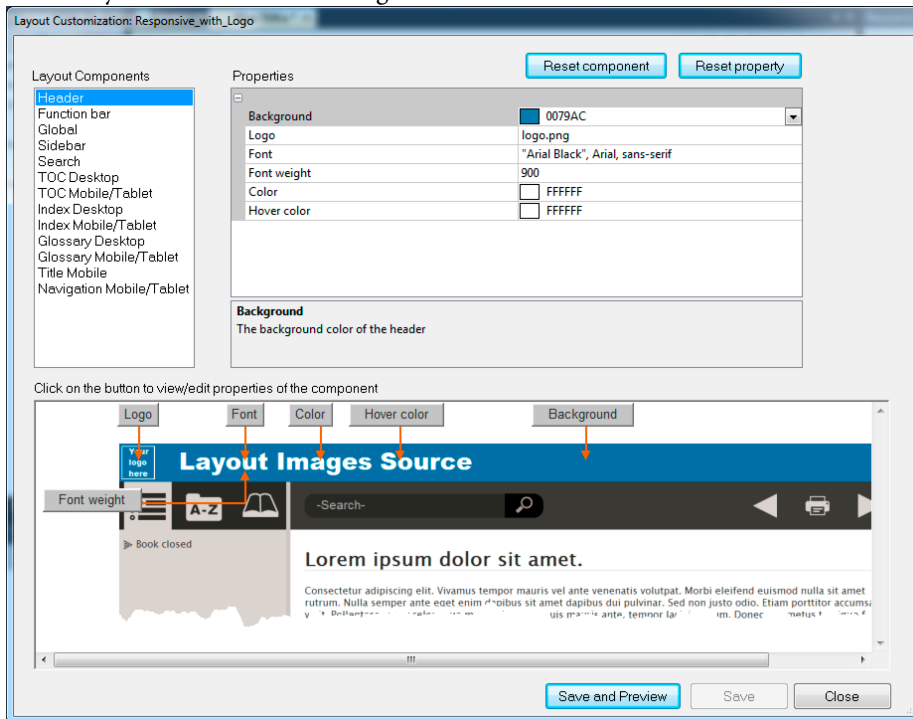 Layout Customization: Responsive_with_Logo
Reset component
Reset property
Layout Components
Properties
Header
Function bar
Global
Sidebar
Search
TOC Desktop
TOC Mobile/Tablet
Index Desktop
Index Mobile/Tablet
Glossary Desktop
Glossary Mobile/Tablet
Title Mobile
Navigation Mobile/Tablet
Background 0079AC
Logo logo.png
Font "Arial Black", Arial, sans-serif
Font weight 900
Color FFFFFF
Hover color FFFFFF
Background
The background color of the header
Click on the button to view/edit properties of the component
Logo Font Color Hover color Background
Your
logo
here
Layout Images Source
Font weight
A-Z
-Search-
Book closed
Lorem ipsum dolor sit amet.
Consectetur adipiscing elit. Vivamus tempor mauris vel ante venenatis volutpat. Morbi eleifend euismod nulla sit amet
rutrum. Nulla semper ante eget enim dapibus sit amet dapibus dui pulvinar. Sed non justo odio. Etiam porttitor accumsa
mauris ante, tempor Donec metus
Save and Preview
Save
Close